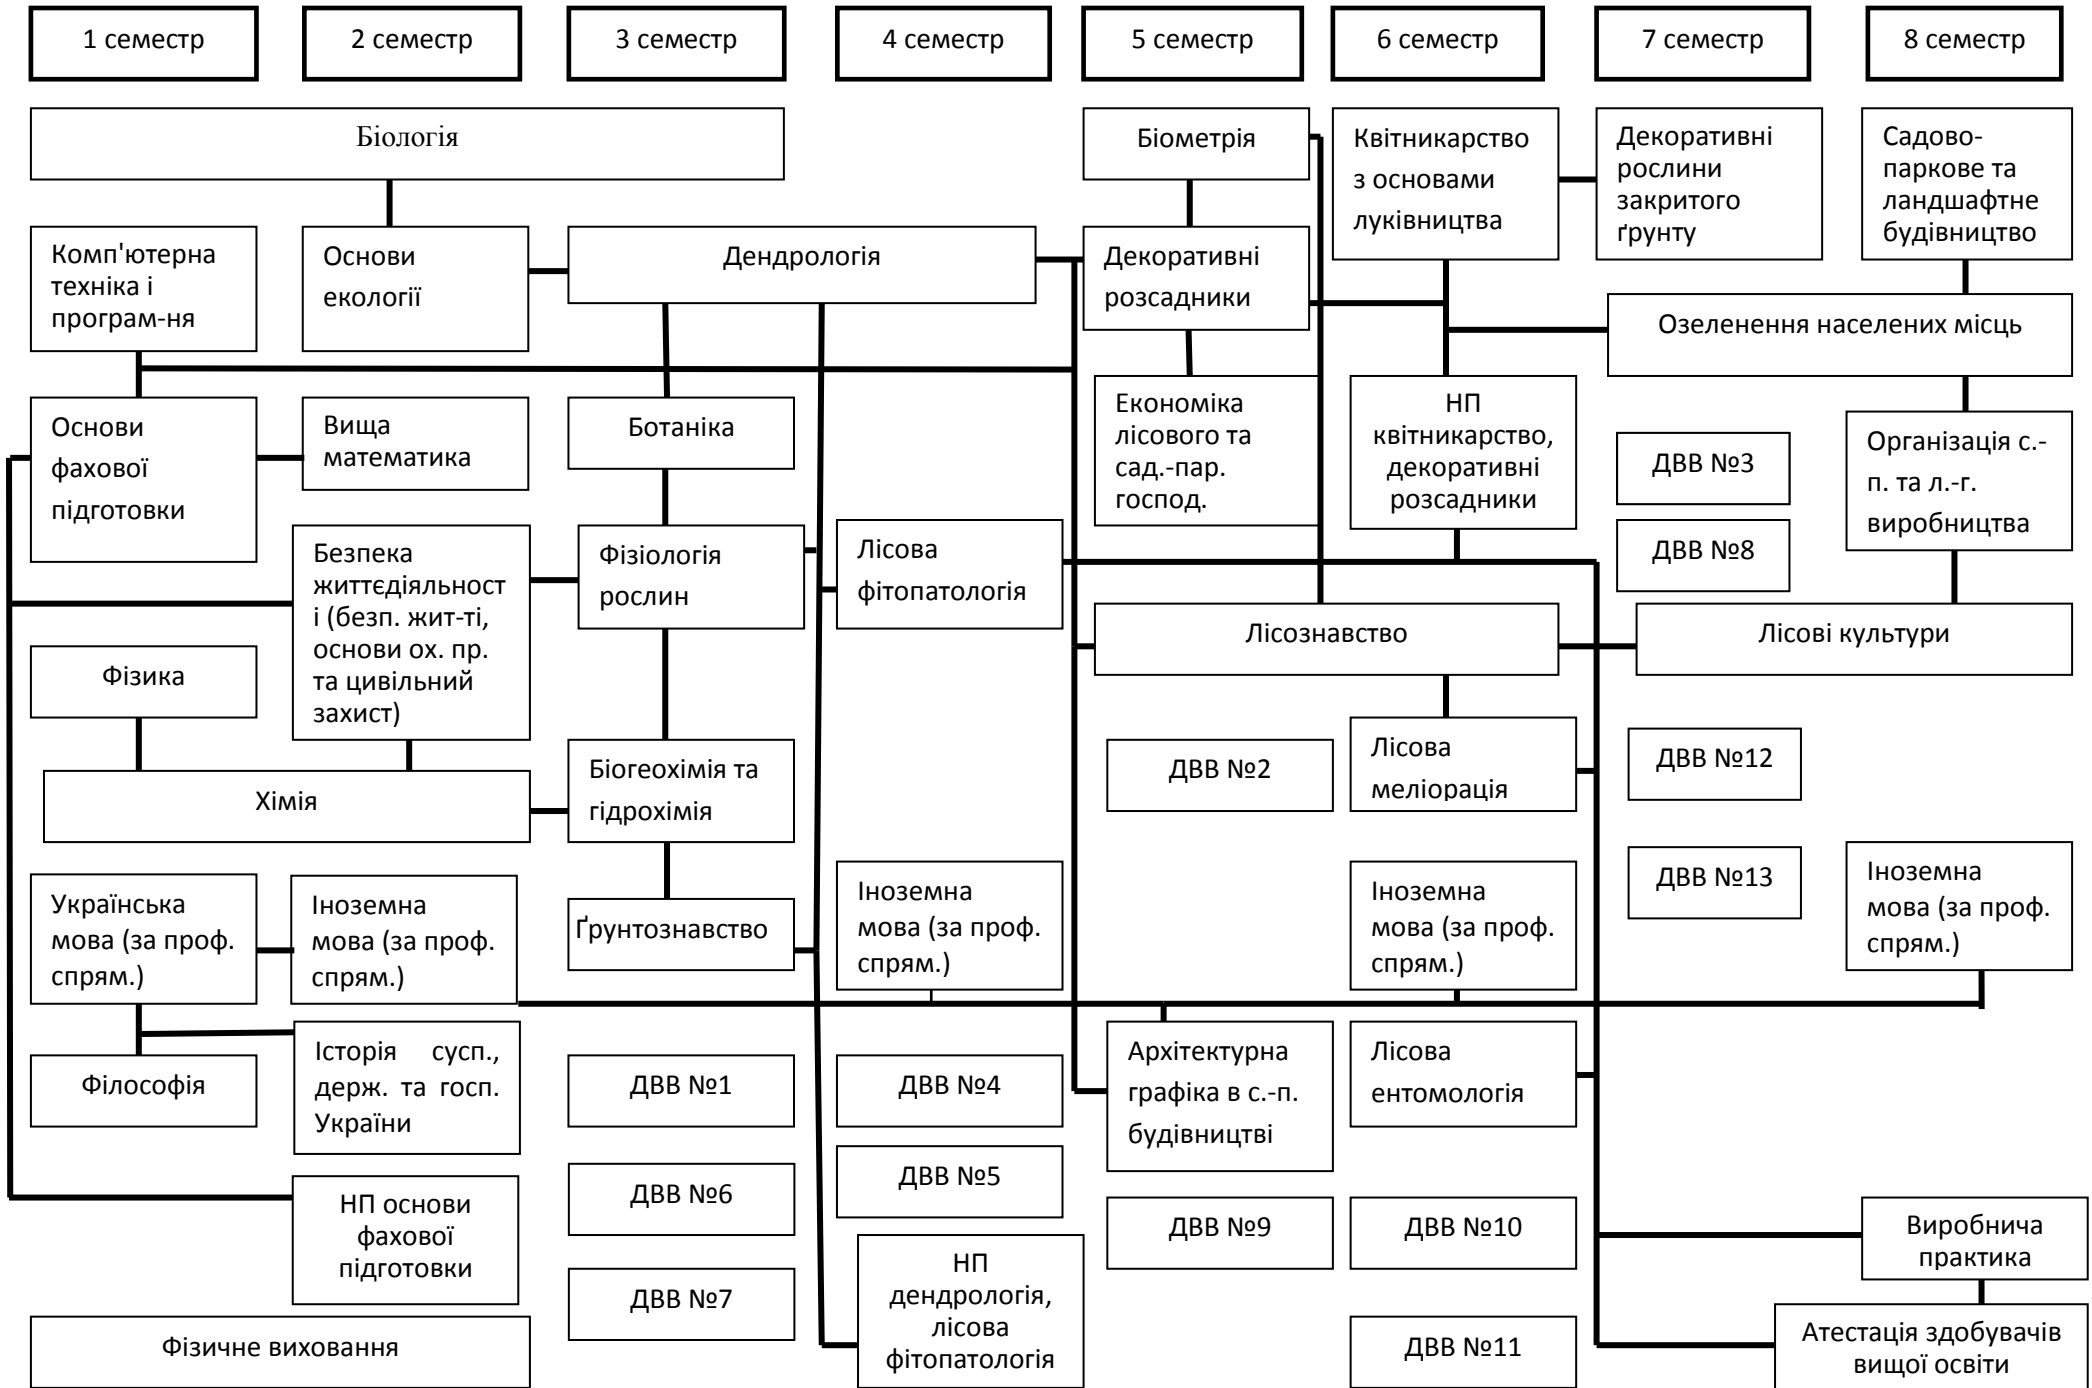 1 семестр
2 семестр
3 семестр
4 семестр
5 семестр
6 семестр
7 семестр
8 семестр
Біологія
Біометрія
Квітникарство
з основами
луківництва
Декоративні
рослини
закритого
ґрунту
Садово-
паркове та
ландшафтне
будівництво
Комп'ютерна
техніка і
програм-ня
Основи
екології
Дендрологія
Декоративні
розсадники
Озеленення населених місць
Основи
фахової
підготовки
Вища
математика
Ботаніка
Економіка
лісового та
сад.-пар.
господ.
НП
квітникарство,
декоративні
розсадники
ДВВ №3
Організація с.-
п. та л.-г.
виробництва
Безпека
життєдіяльност
і (безп. жит-ті,
основи ох. пр.
та цивільний
захист)
Фізіологія
рослин
Лісова
фітопатологія
ДВВ №8
Лісознавство
Лісові культури
Фізика
Хімія
Біогеохімія та
гідрохімія
ДВВ №2
Лісова
меліорація
ДВВ №12
Українська
мова (за проф.
спрям.)
Іноземна
мова (за проф.
спрям.)
Ґрунтознавство
Іноземна
мова (за проф.
спрям.)
Іноземна
мова (за проф.
спрям.)
ДВВ №13
Іноземна
мова (за проф.
спрям.)
Філософія
Історія сусп.,
держ. та госп.
України
ДВВ №1
ДВВ №4
Архітектурна
графіка в с.-п.
будівництві
Лісова
ентомологія
НП основи
фахової
підготовки
ДВВ №6
ДВВ №5
ДВВ №9
ДВВ №10
Виробнича
практика
ДВВ №7
НП
дендрологія,
лісова
фітопатологія
Фізичне виховання
ДВВ №11
Атестація здобувачів
вищої освіти